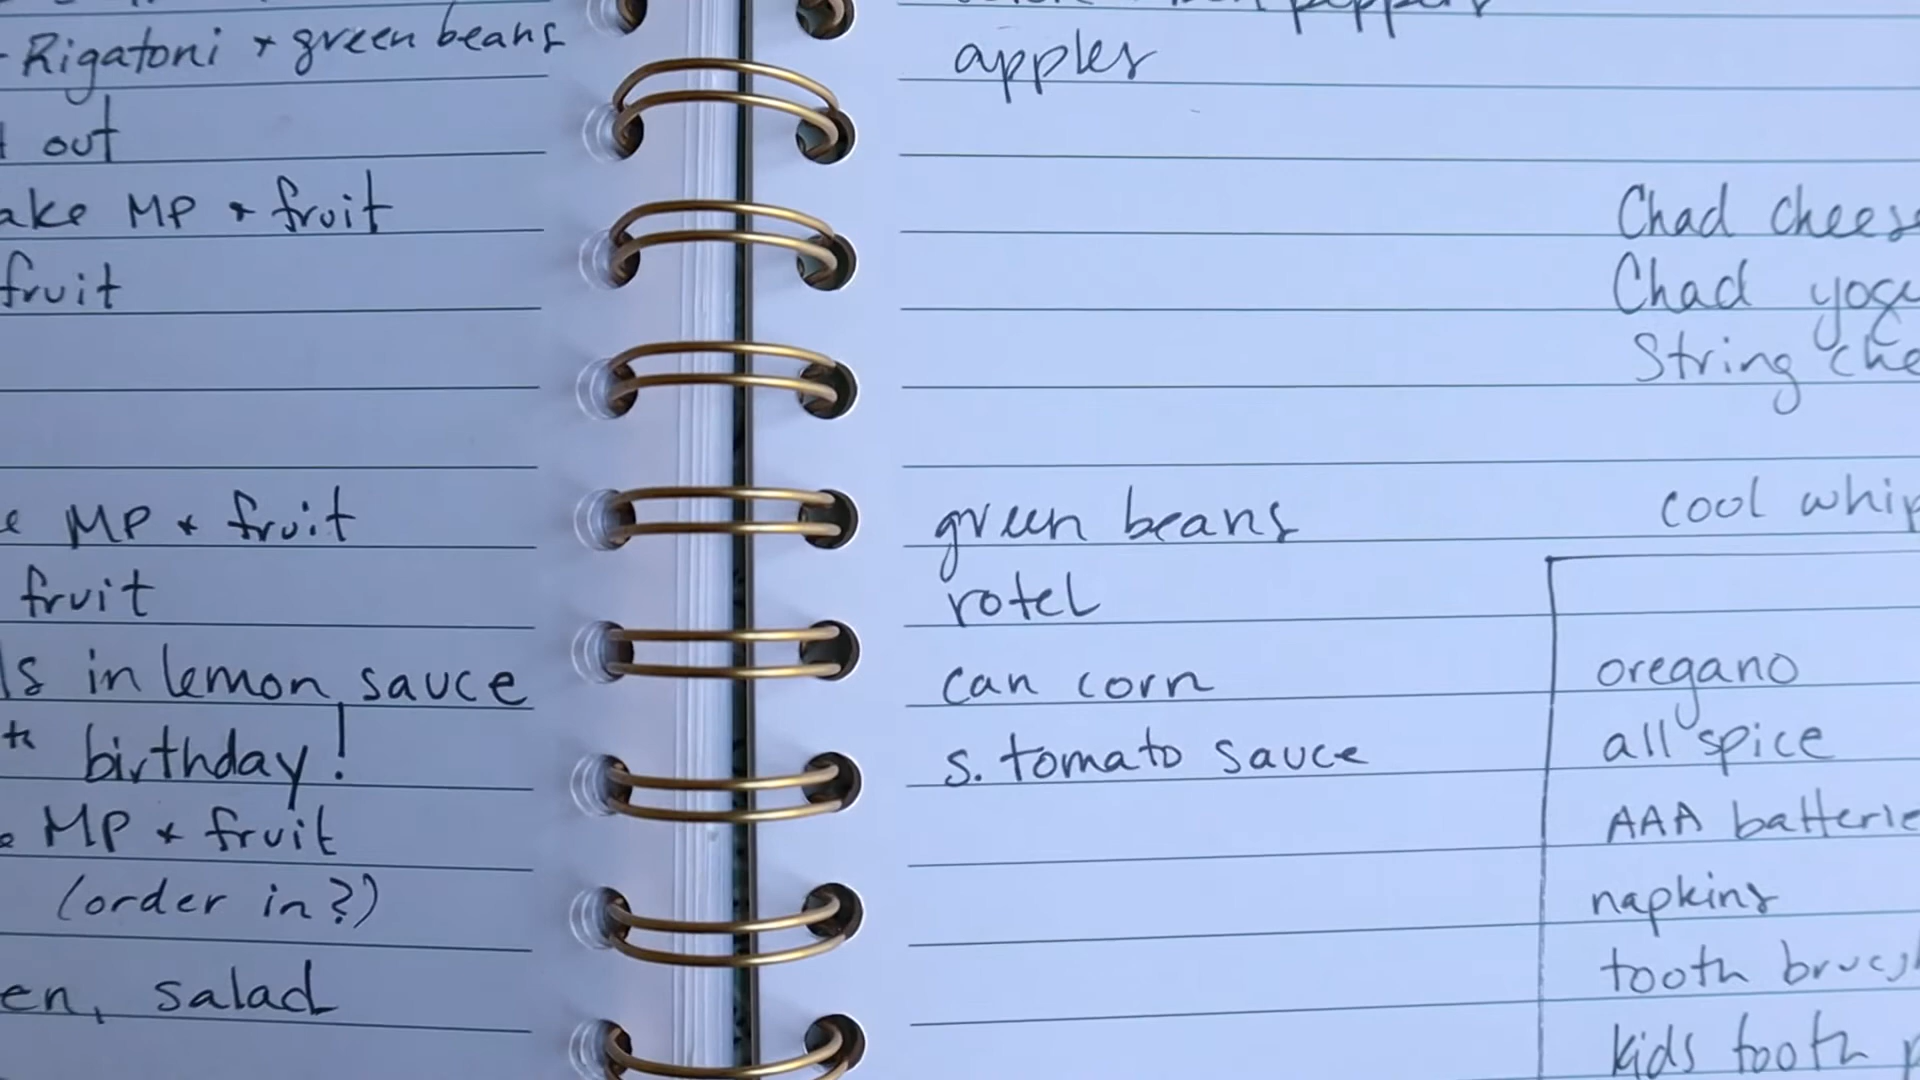 Rigatoni + green beans
out
MP + fruit
fruit
MP + fruit
fruit
in lemon sauce
birthday!
MP + fruit
(order in?)
salad
apples
green beans
rotel
can corn
s. tomato sauce
Chad
Chad
String
cool whip
oregano
all spice
AAA
napkins
tooth
kids tooth